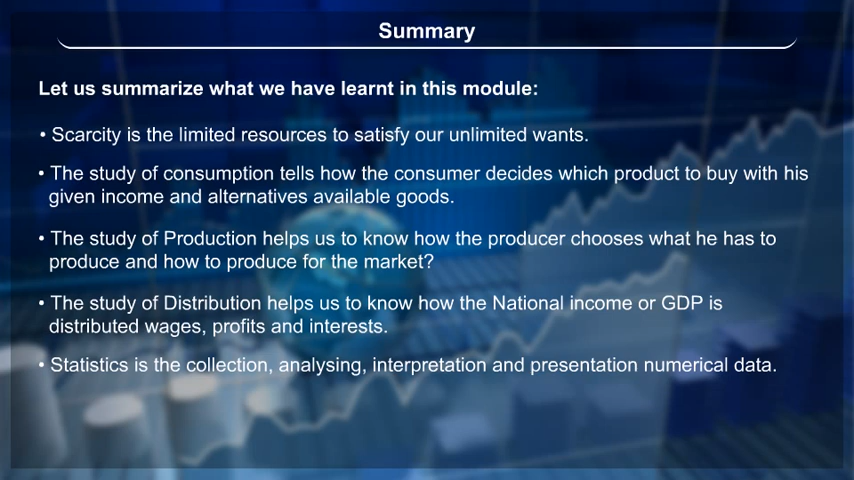 Summary
Let us summarize what we have learnt in this module:
• Scarcity is the limited resources to satisfy our unlimited wants.
• The study of consumption tells how the consumer decides which product to buy with his
given income and alternatives available goods.
• The study of Production helps us to know how the producer chooses what he has to
produce and how to produce for the market?
• The study of Distribution helps us to know how the National income or GDP is
distributed wages, profits and interests.
• Statistics is the collection, analysing, interpretation and presentation numerical data.